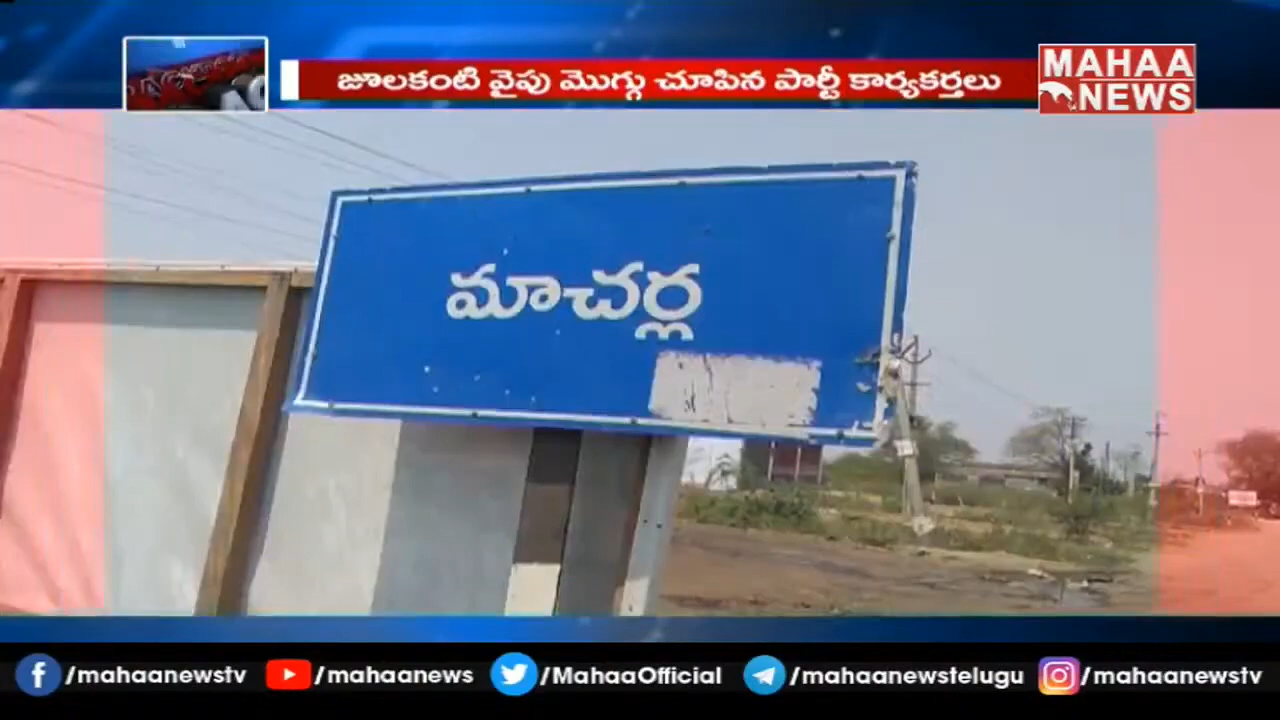 జూలకంటి వైపు మొగ్గు చూపిన పార్టీ కార్యకర్తలు
MAHAA
NEWS
మాచర్ల
/mahaanewstv /mahaanews /MahaaOfficial /mahaanewstelugu /mahaanewstv